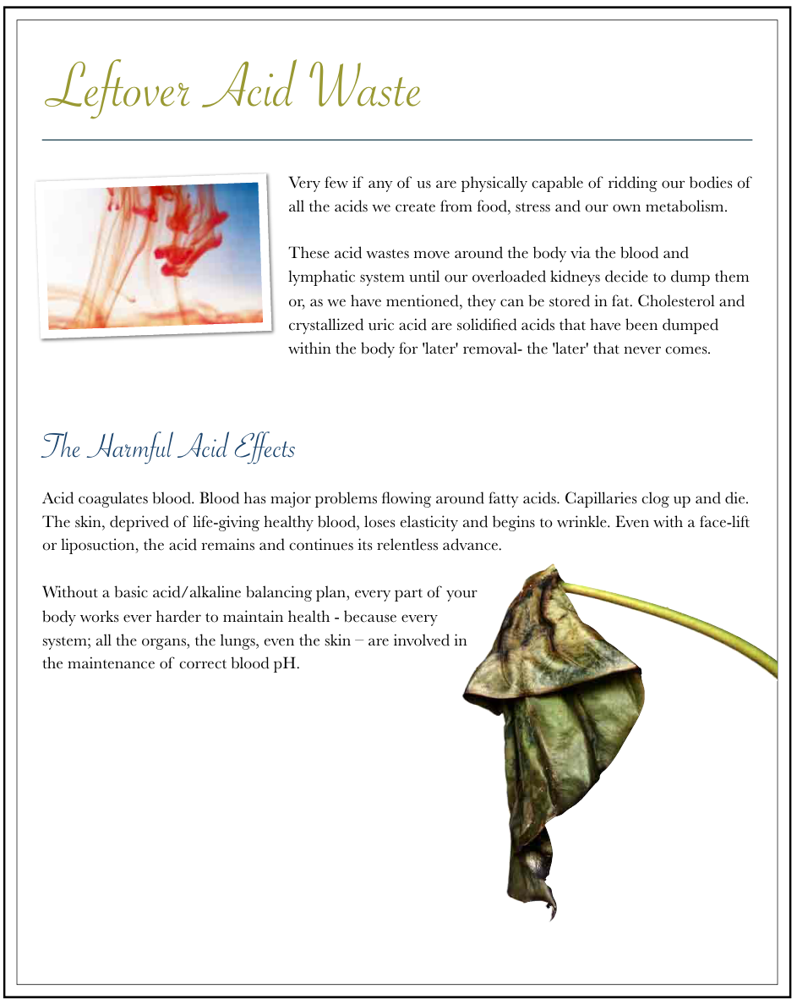 Leftover Acid Waste
Very few if any of us are physically capable of ridding our bodies of
all the acids we create from food, stress and our own metabolism.
These acid wastes move around the body via the blood and
lymphatic system until our overloaded kidneys decide to dump them
or, as we have mentioned, they can be stored in fat. Cholesterol and
crystallized uric acid are solidified acids that have been dumped
within the body for 'later' removal- the 'later' that never comes.
The Harmful Acid Effects
Acid coagulates blood. Blood has major problems flowing around fatty acids. Capillaries clog up and die.
The skin, deprived of life-giving healthy blood, loses elasticity and begins to wrinkle. Even with a face-lift
or liposuction, the acid remains and continues its relentless advance.
Without a basic acid/alkaline balancing plan, every part of your
body works ever harder to maintain health - because every
system; all the organs, the lungs, even the skin – are involved in
the maintenance of correct blood pH.